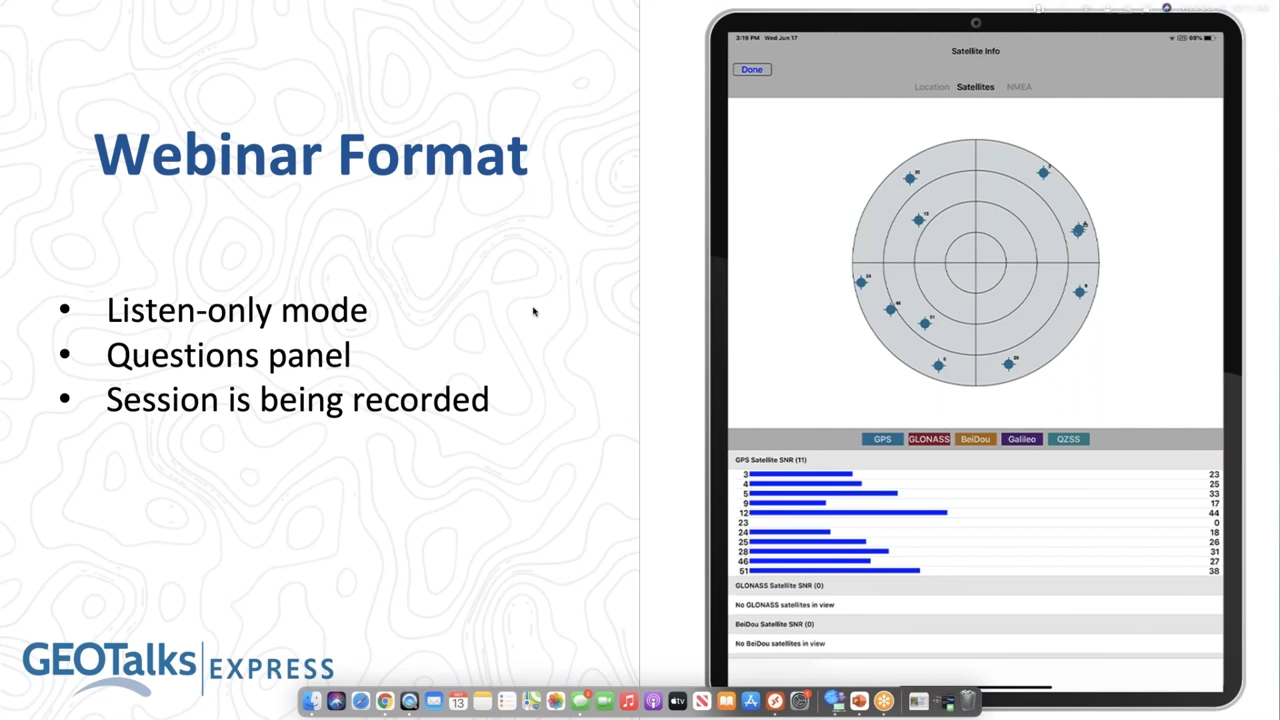 Webinar Format
• Listen-only mode
• Questions panel
• Session is being recorded
GEOTalks EXPRESS
3:19 PM Wed Jun 17
69%
Satellite Info
Done
Location Satellites NMEA
GPS GLONASS BeiDou Galileo QZSS
GPS Satellite SNR (11)
3 23
4 25
5 33
9 17
12 44
23 0
24 18
25 26
28 31
46 27
51 38
GLONASS Satellite SNR (0)
No GLONASS satellites in view
BeiDou Satellite SNR (0)
No BeiDou satellites in view
13
tv